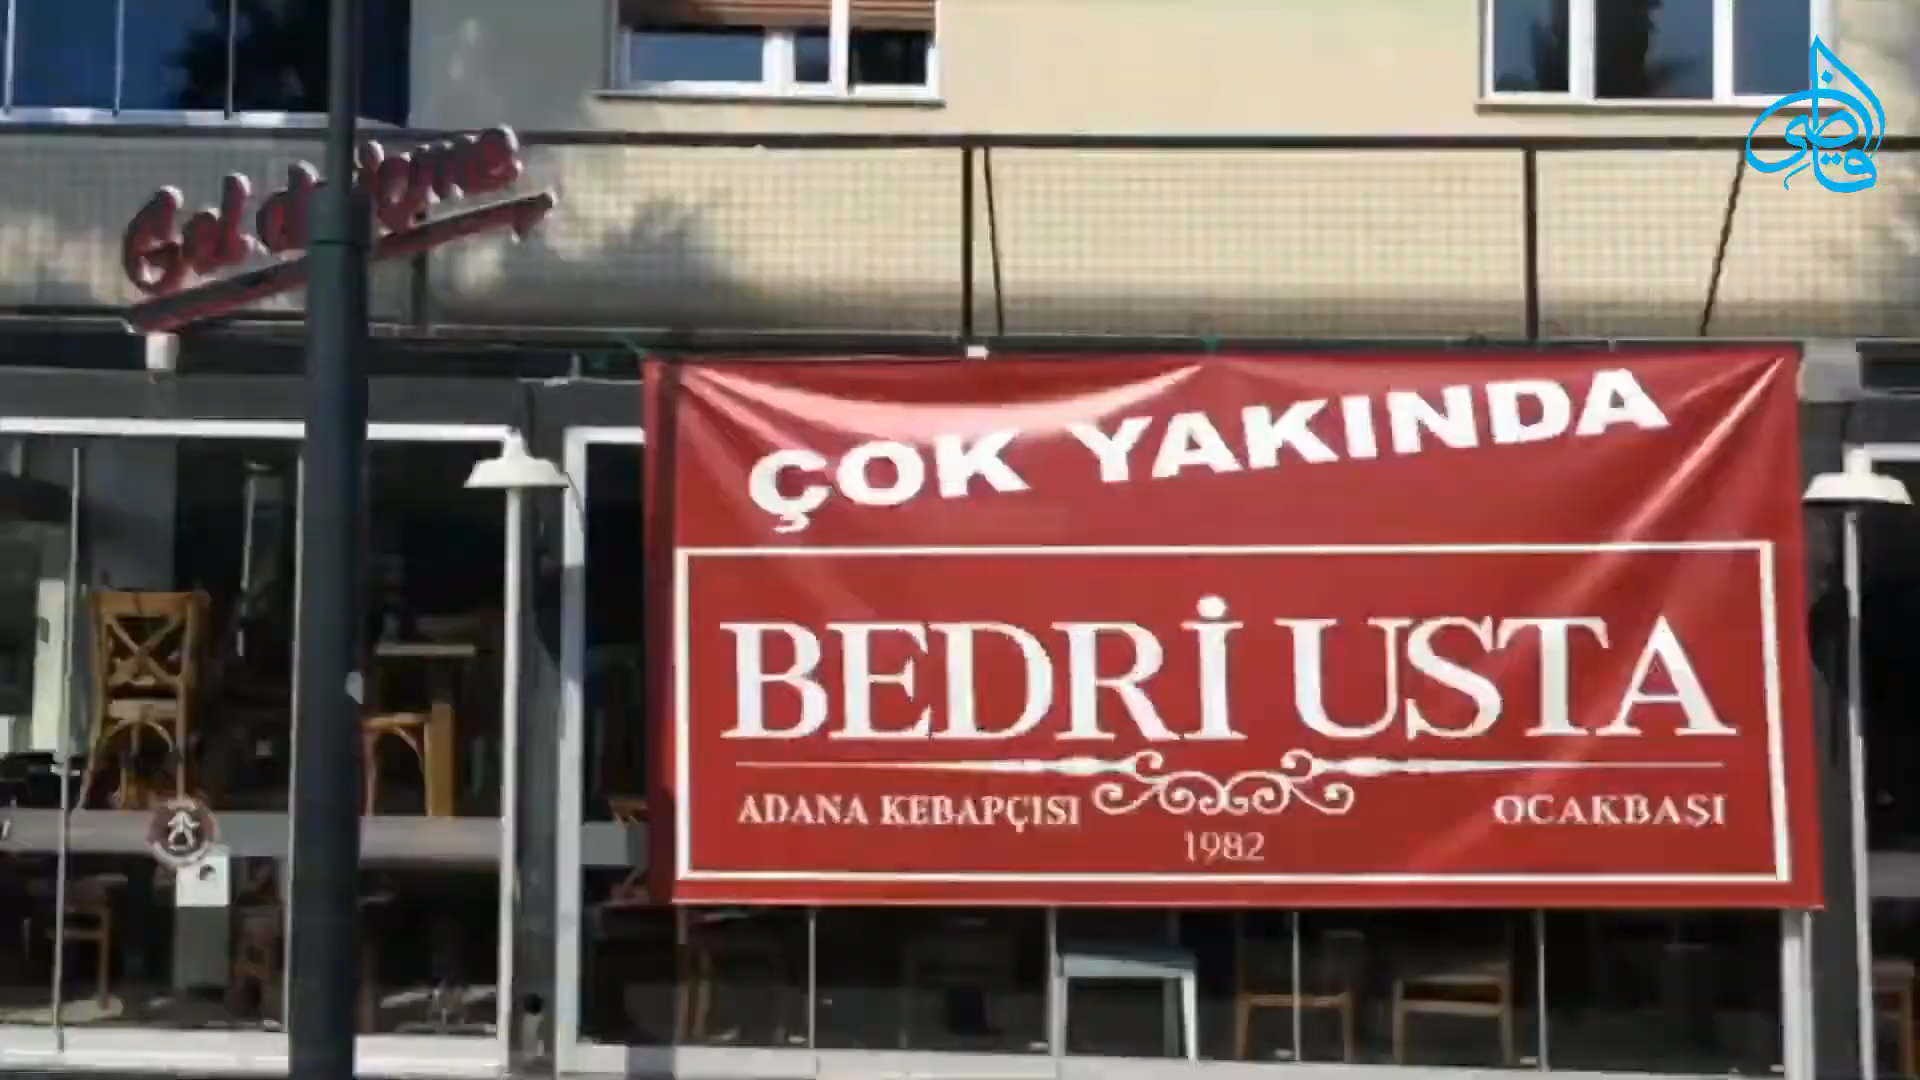 ÇOK YAKINDA
BEDRİ USTA
ADANA KEBAPÇISI
OCAKBAŞI
1982